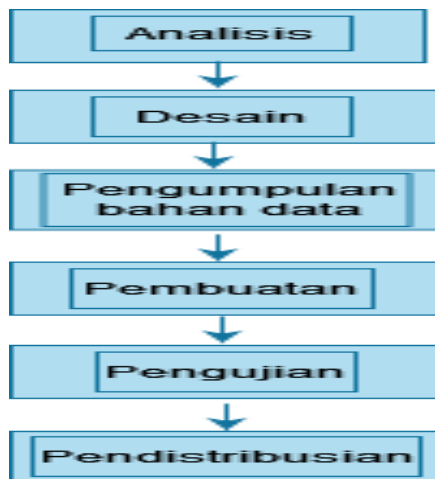 Analisis
Desain
Pengumpulan
bahan data
Pembuatan
Pengujian
Pendistribusian